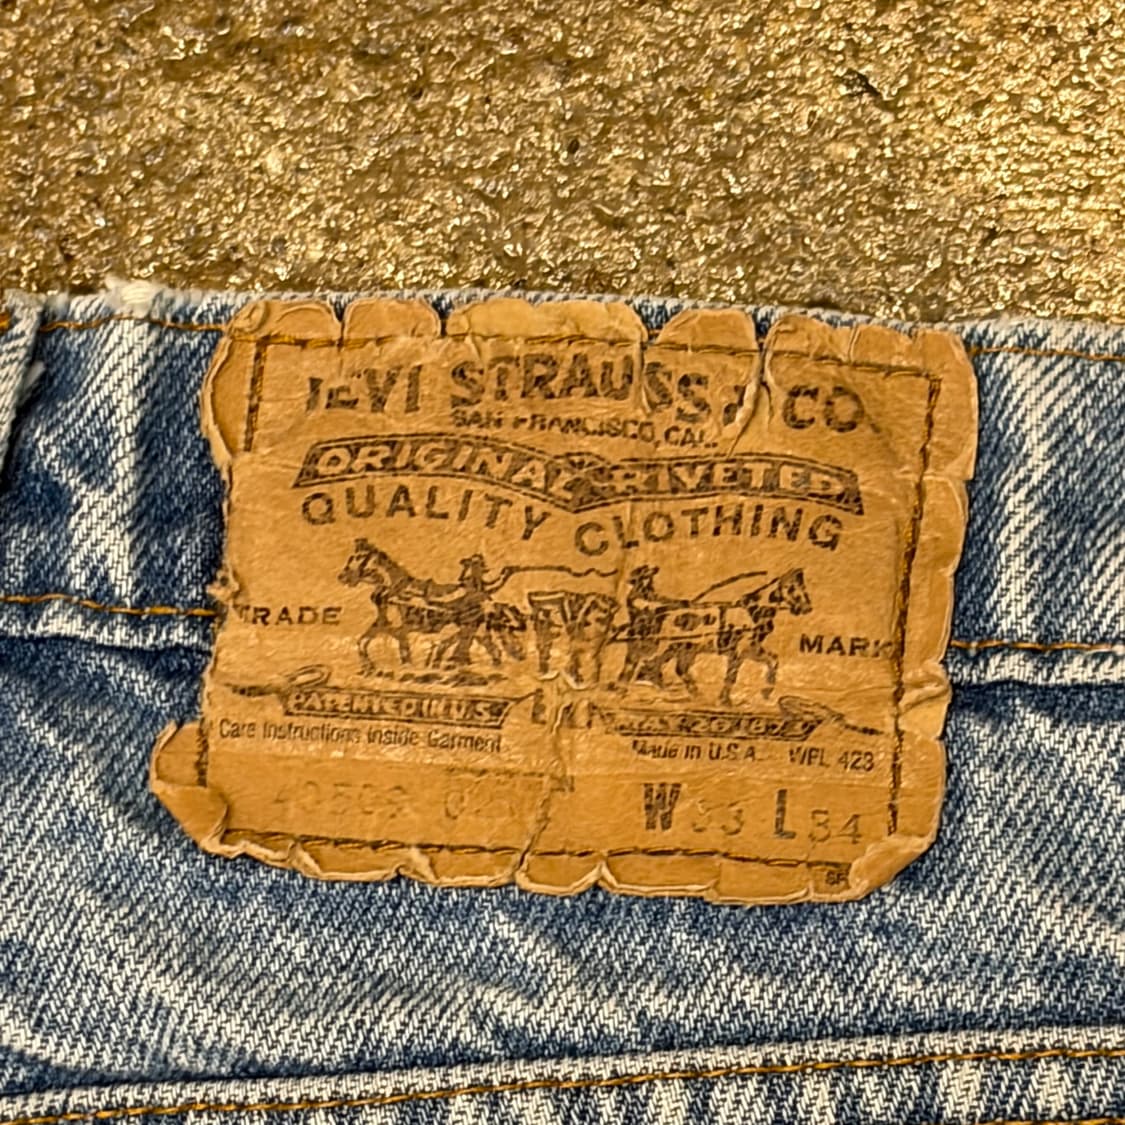 LEVI STRAUSS & CO.
SAN FRANCISCO, CAL.
ORIGINAL RIVETED
QUALITY CLOTHING
TRADE MARK
PATENTED IN U.S. MAY 20 1873
Care Instructions Inside Garment
Made in U.S.A. WPL 423
W 33 L 34